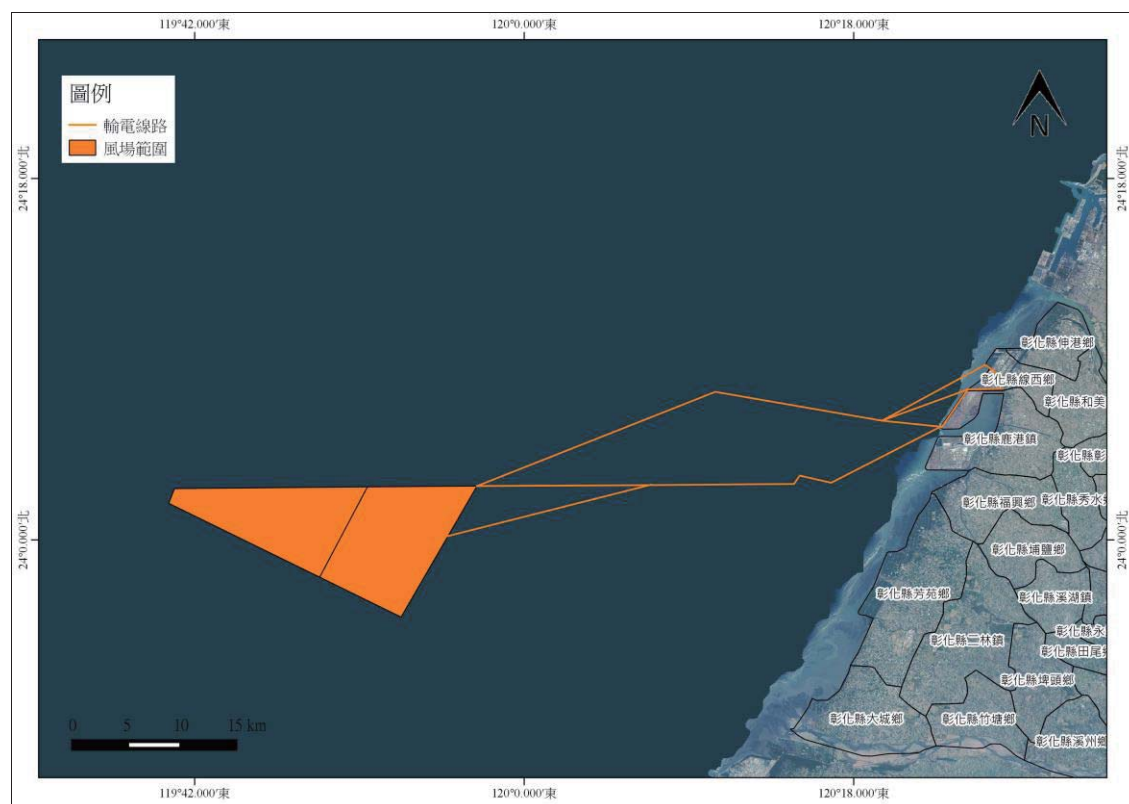 119°42.000'東
120°0.000'東
120°18.000'東
圖例
輸電線路
風場範圍
N
24°18.000'北
24°18.000'北
彰化縣伸港鄉
彰化縣線西鄉
彰化縣和美
彰化縣鹿港鎮
彰化縣彰
彰化縣福興鄉
彰化縣秀水鄉
24°0.000'北
24°0.000'北
彰化縣埔鹽鄉
彰化縣芳苑鄉
彰化縣溪湖鎮
彰化縣永
彰化縣二林鎮
彰化縣田尾鄉
彰化縣埤頭鄉
0 5 10 15 km
彰化縣大城鄉
彰化縣竹塘鄉
彰化縣溪州鄉
119°42.000'東
120°0.000'東
120°18.000'東